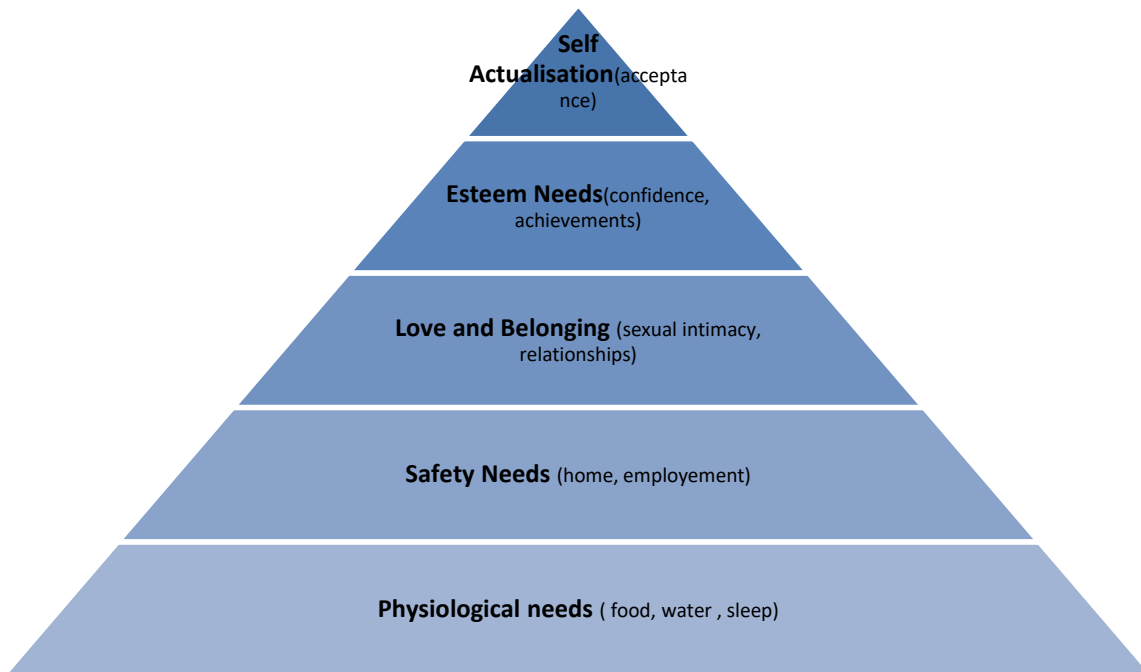 Self
Actualisation(accepta
nce)
Esteem Needs(confidence,
achievements)
Love and Belonging (sexual intimacy,
relationships)
Safety Needs (home, employement)
Physiological needs ( food, water , sleep)